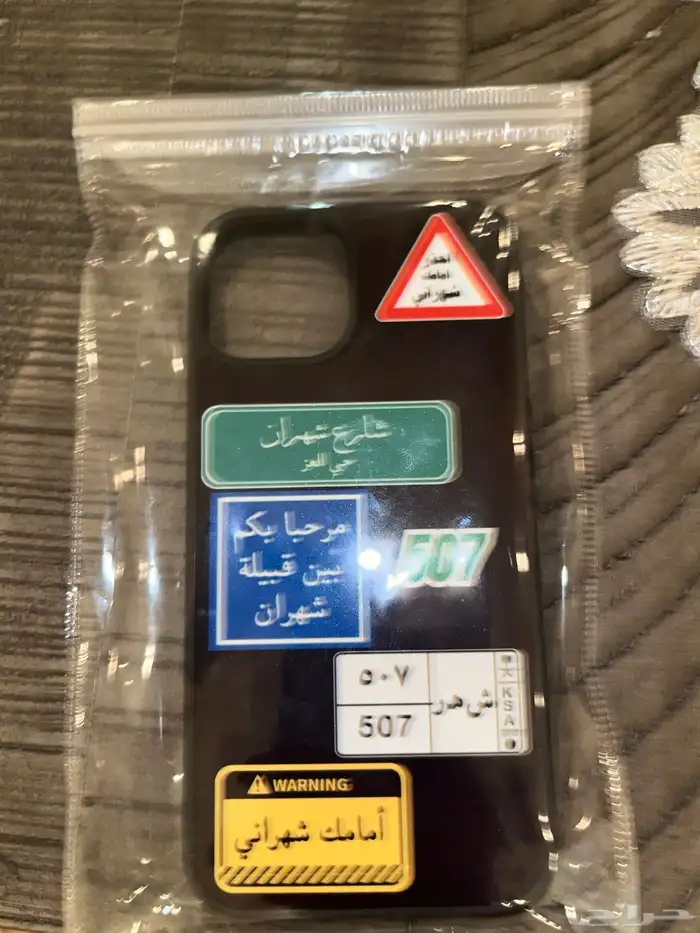 احذر
أمامك
شهراني
شارع شهران
حي العز
مرحبا بكم
بين قبيلة
شهران
507
٥٠٧
507
ش هـ ر
KSA
WARNING
أمامك شهراني
حراج